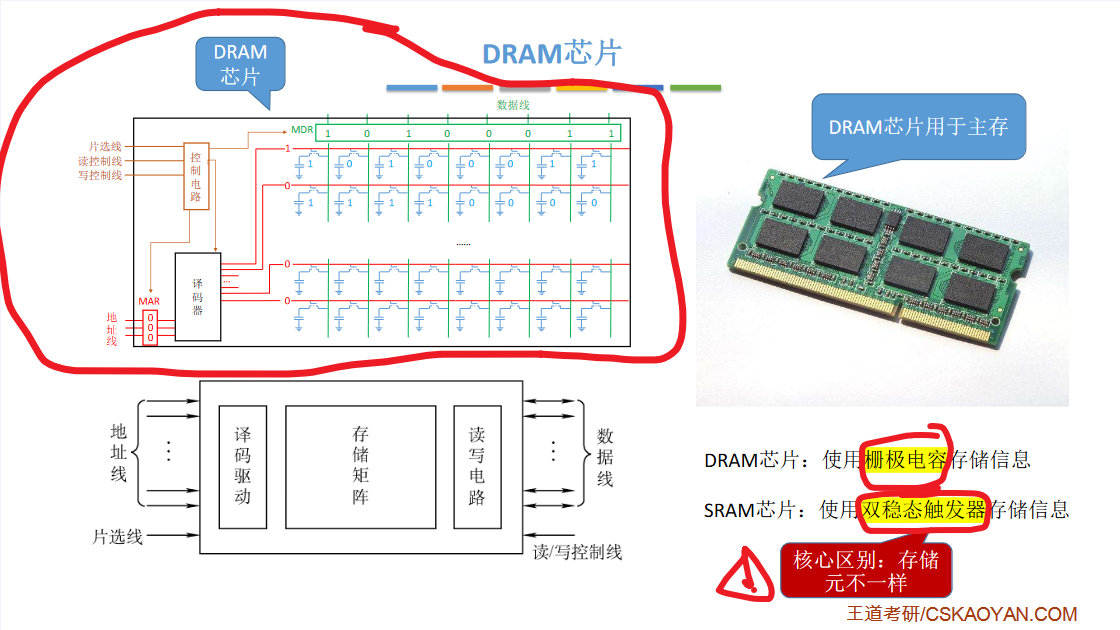 DRAM芯片
DRAM
芯片
数据线
MDR 1 0 1 0 0 0 1 1
片选线
读控制线
写控制线
控制电路
1
1 0 1 0 0 0 1 1
0
1 1 1 1 0 0 0 0
......
0
0
译码器
...
MAR
地址线
0
0
0
DRAM芯片用于主存
地址线
译码驱动
存储矩阵
读写电路
数据线
片选线
读/写控制线
DRAM芯片：使用栅极电容存储信息
SRAM芯片：使用双稳态触发器存储信息
核心区别：存储
元不一样
王道考研/CSKAOYAN.COM